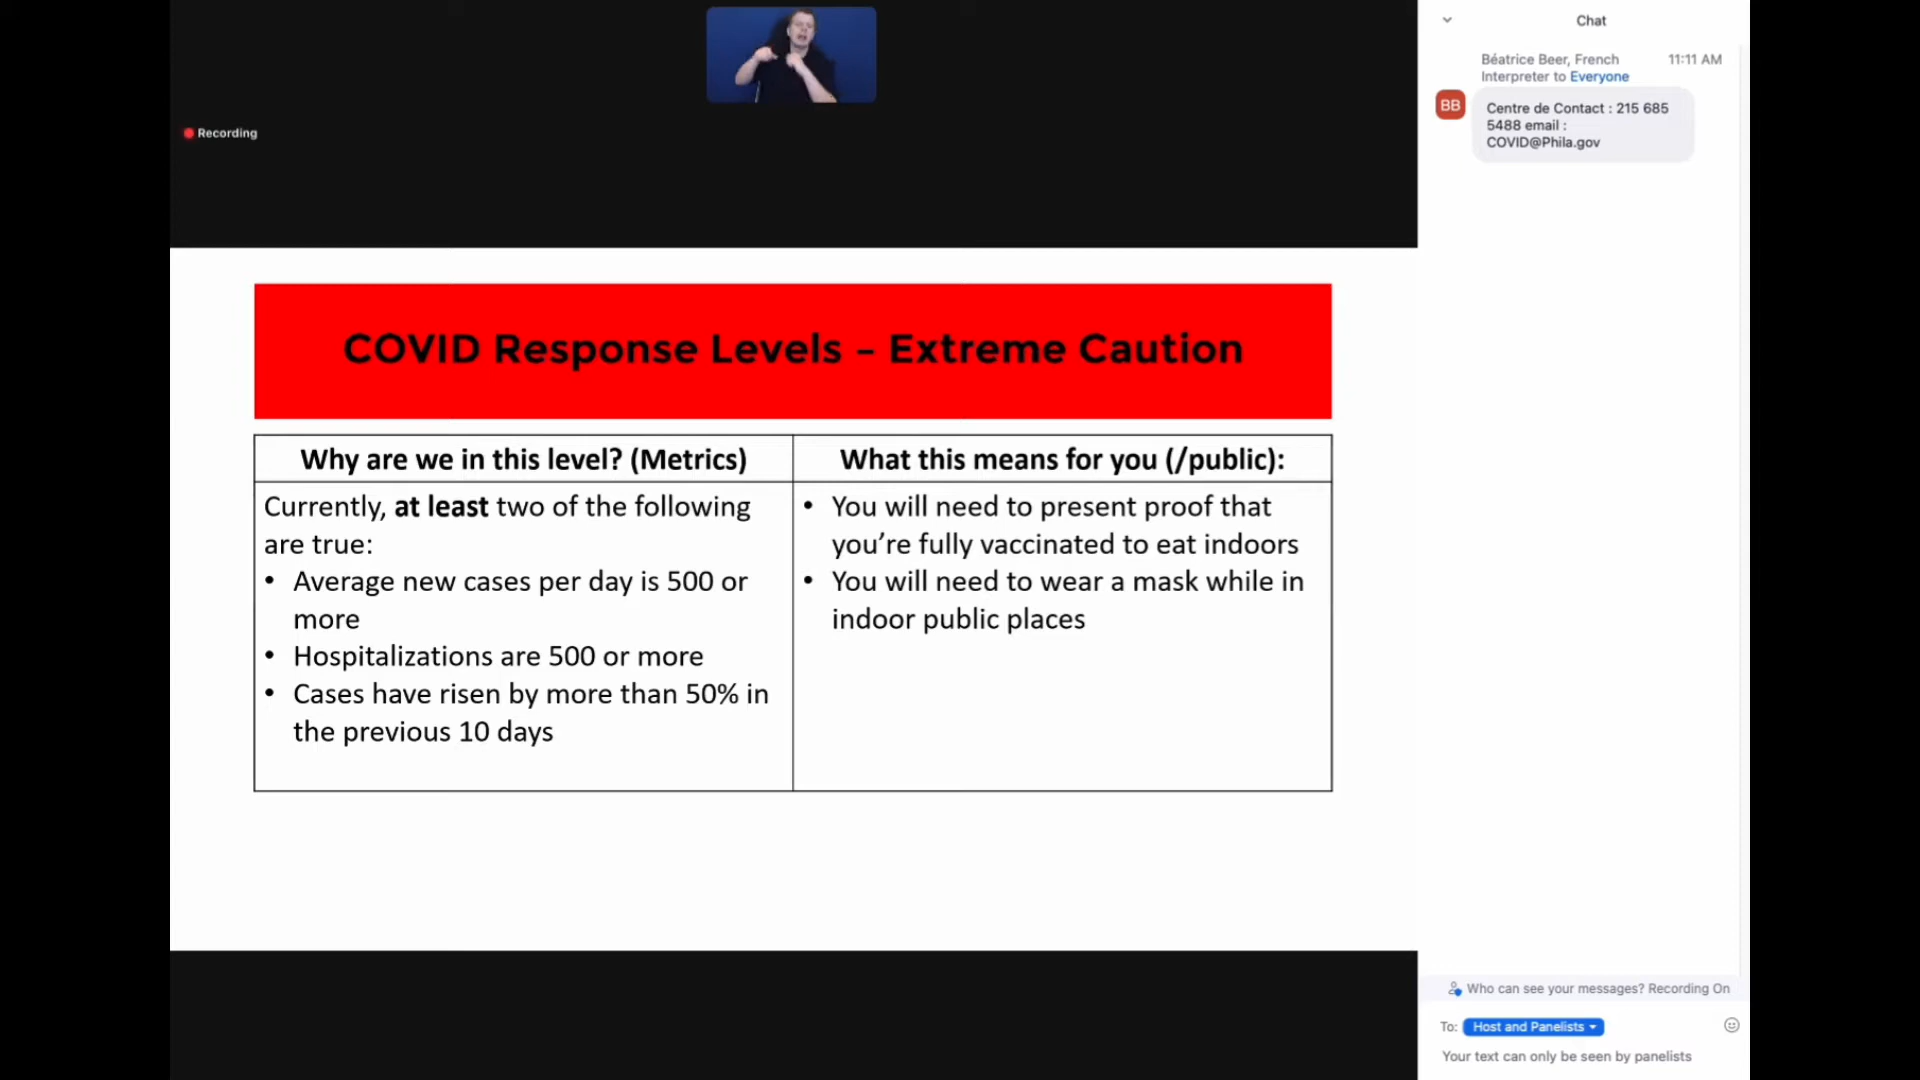 Recording
COVID Response Levels – Extreme Caution
Why are we in this level? (Metrics)
Currently, at least two of the following
are true:
• Average new cases per day is 500 or
more
• Hospitalizations are 500 or more
• Cases have risen by more than 50% in
the previous 10 days
What this means for you (/public):
• You will need to present proof that
you’re fully vaccinated to eat indoors
• You will need to wear a mask while in
indoor public places
Chat
Béatrice Beer, French
Interpreter to Everyone
11:11 AM
BB
Centre de Contact : 215 685
5488 email :
COVID@Phila.gov
Who can see your messages? Recording On
To: Host and Panelists
Your text can only be seen by panelists